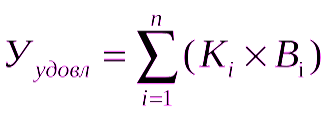 У удовл = n ∑ i=1 (K i × B i)